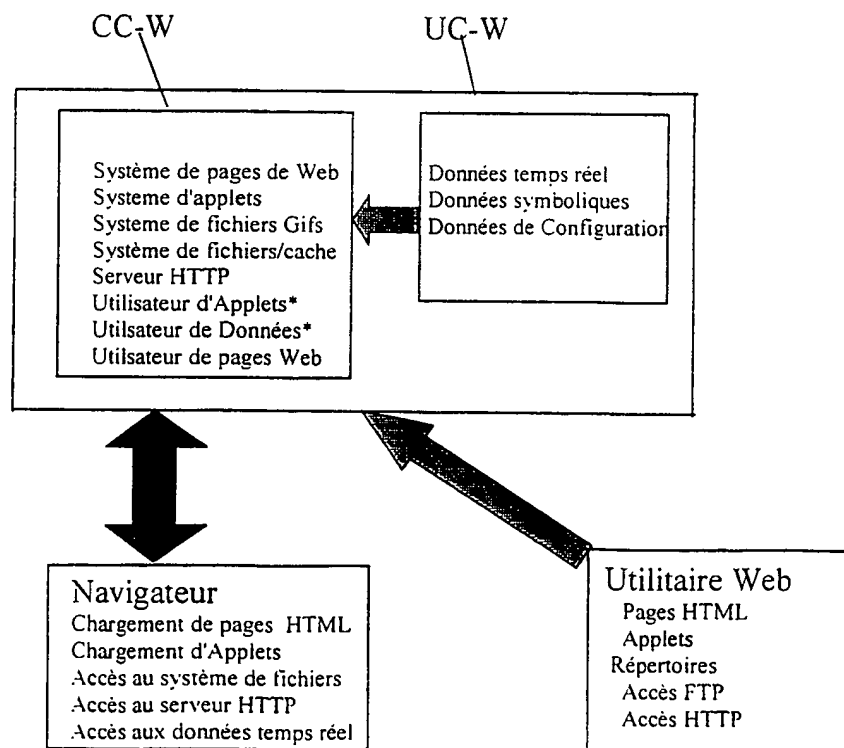 CC-W
UC-W
Système de pages de Web
Systeme d'applets
Systeme de fichiers Gifs
Système de fichiers/cache
Serveur HTTP
Utilisateur d'Applets*
Utilsateur de Données*
Utilsateur de pages Web
Données temps réel
Données symboliques
Données de Configuration
Navigateur
Chargement de pages HTML
Chargement d'Applets
Accès au système de fichiers
Accès au serveur HTTP
Accès aux données temps réel
Utilitaire Web
Pages HTML
Applets
Répertoires
Accès FTP
Accès HTTP